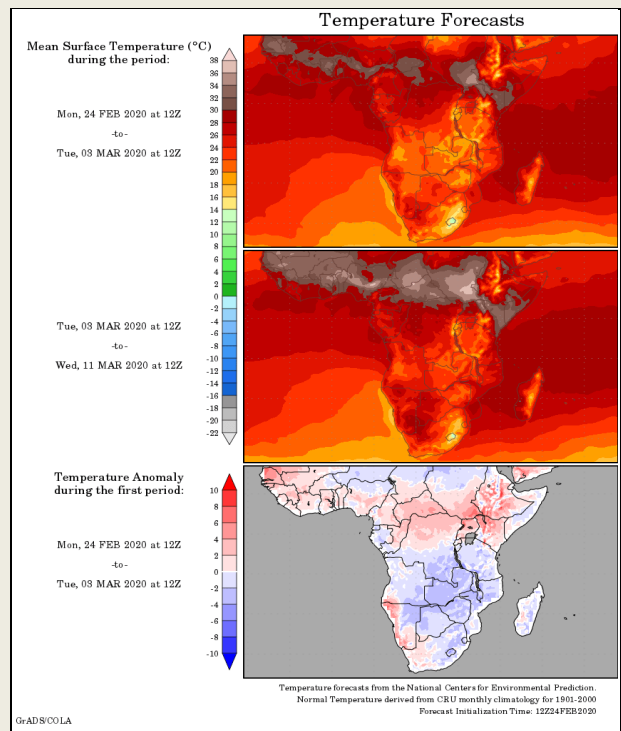 Temperature Forecasts
Mean Surface Temperature (°C)
during the period:
Mon, 24 FEB 2020 at 12Z
-to-
Tue, 03 MAR 2020 at 12Z
38
36
34
32
30
28
26
24
22
20
18
16
14
12
10
8
6
4
2
0
-2
-4
-6
-8
-10
-12
-14
-16
-18
-20
-22
Tue, 03 MAR 2020 at 12Z
-to-
Wed, 11 MAR 2020 at 12Z
Temperature Anomaly
during the first period:
Mon, 24 FEB 2020 at 12Z
-to-
Tue, 03 MAR 2020 at 12Z
10
8
6
4
2
0
-2
-4
-6
-8
-10
Temperature forecasts from the National Centers for Environmental Prediction.
Normal Temperature derived from CRU monthly climatology for 1901-2000
Forecast Initialization Time: 12Z24FEB2020
GrADS/COLA